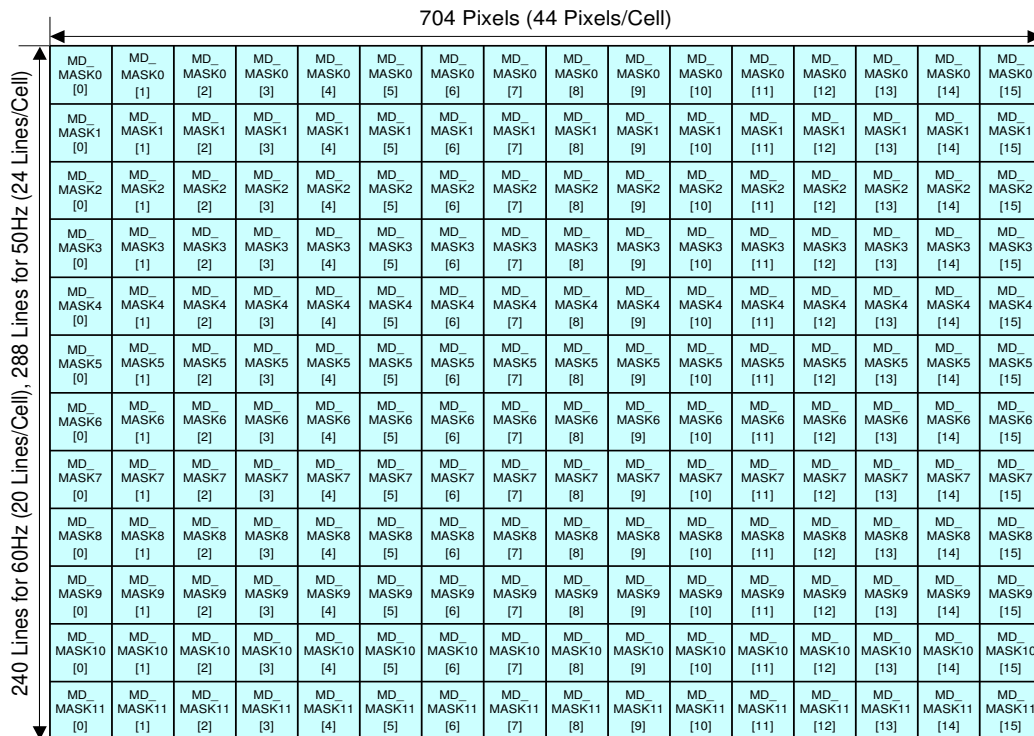 704 Pixels (44 Pixels/Cell)
240 Lines for 60Hz (20 Lines/Cell), 288 Lines for 50Hz (24 Lines/Cell)
MD_ MD_ MD_ MD_ MD_ MD_ MD_ MD_ MD_ MD_ MD_ MD_ MD_ MD_ MD_ MD_
MASK0 MASK0 MASK0 MASK0 MASK0 MASK0 MASK0 MASK0 MASK0 MASK0 MASK0 MASK0 MASK0 MASK0 MASK0 MASK0
[0] [1] [2] [3] [4] [5] [6] [7] [8] [9] [10] [11] [12] [13] [14] [15]
MD_ MD_ MD_ MD_ MD_ MD_ MD_ MD_ MD_ MD_ MD_ MD_ MD_ MD_ MD_ MD_
MASK1 MASK1 MASK1 MASK1 MASK1 MASK1 MASK1 MASK1 MASK1 MASK1 MASK1 MASK1 MASK1 MASK1 MASK1 MASK1
[0] [1] [2] [3] [4] [5] [6] [7] [8] [9] [10] [11] [12] [13] [14] [15]
MD_ MD_ MD_ MD_ MD_ MD_ MD_ MD_ MD_ MD_ MD_ MD_ MD_ MD_ MD_ MD_
MASK2 MASK2 MASK2 MASK2 MASK2 MASK2 MASK2 MASK2 MASK2 MASK2 MASK2 MASK2 MASK2 MASK2 MASK2 MASK2
[0] [1] [2] [3] [4] [5] [6] [7] [8] [9] [10] [11] [12] [13] [14] [15]
MD_ MD_ MD_ MD_ MD_ MD_ MD_ MD_ MD_ MD_ MD_ MD_ MD_ MD_ MD_ MD_
MASK3 MASK3 MASK3 MASK3 MASK3 MASK3 MASK3 MASK3 MASK3 MASK3 MASK3 MASK3 MASK3 MASK3 MASK3 MASK3
[0] [1] [2] [3] [4] [5] [6] [7] [8] [9] [10] [11] [12] [13] [14] [15]
MD_ MD_ MD_ MD_ MD_ MD_ MD_ MD_ MD_ MD_ MD_ MD_ MD_ MD_ MD_ MD_
MASK4 MASK4 MASK4 MASK4 MASK4 MASK4 MASK4 MASK4 MASK4 MASK4 MASK4 MASK4 MASK4 MASK4 MASK4 MASK4
[0] [1] [2] [3] [4] [5] [6] [7] [8] [9] [10] [11] [12] [13] [14] [15]
MD_ MD_ MD_ MD_ MD_ MD_ MD_ MD_ MD_ MD_ MD_ MD_ MD_ MD_ MD_ MD_
MASK5 MASK5 MASK5 MASK5 MASK5 MASK5 MASK5 MASK5 MASK5 MASK5 MASK5 MASK5 MASK5 MASK5 MASK5 MASK5
[0] [1] [2] [3] [4] [5] [6] [7] [8] [9] [10] [11] [12] [13] [14] [15]
MD_ MD_ MD_ MD_ MD_ MD_ MD_ MD_ MD_ MD_ MD_ MD_ MD_ MD_ MD_ MD_
MASK6 MASK6 MASK6 MASK6 MASK6 MASK6 MASK6 MASK6 MASK6 MASK6 MASK6 MASK6 MASK6 MASK6 MASK6 MASK6
[0] [1] [2] [3] [4] [5] [6] [7] [8] [9] [10] [11] [12] [13] [14] [15]
MD_ MD_ MD_ MD_ MD_ MD_ MD_ MD_ MD_ MD_ MD_ MD_ MD_ MD_ MD_ MD_
MASK7 MASK7 MASK7 MASK7 MASK7 MASK7 MASK7 MASK7 MASK7 MASK7 MASK7 MASK7 MASK7 MASK7 MASK7 MASK7
[0] [1] [2] [3] [4] [5] [6] [7] [8] [9] [10] [11] [12] [13] [14] [15]
MD_ MD_ MD_ MD_ MD_ MD_ MD_ MD_ MD_ MD_ MD_ MD_ MD_ MD_ MD_ MD_
MASK8 MASK8 MASK8 MASK8 MASK8 MASK8 MASK8 MASK8 MASK8 MASK8 MASK8 MASK8 MASK8 MASK8 MASK8 MASK8
[0] [1] [2] [3] [4] [5] [6] [7] [8] [9] [10] [11] [12] [13] [14] [15]
MD_ MD_ MD_ MD_ MD_ MD_ MD_ MD_ MD_ MD_ MD_ MD_ MD_ MD_ MD_ MD_
MASK9 MASK9 MASK9 MASK9 MASK9 MASK9 MASK9 MASK9 MASK9 MASK9 MASK9 MASK9 MASK9 MASK9 MASK9 MASK9
[0] [1] [2] [3] [4] [5] [6] [7] [8] [9] [10] [11] [12] [13] [14] [15]
MD_ MD_ MD_ MD_ MD_ MD_ MD_ MD_ MD_ MD_ MD_ MD_ MD_ MD_ MD_ MD_
MASK10 MASK10 MASK10 MASK10 MASK10 MASK10 MASK10 MASK10 MASK10 MASK10 MASK10 MASK10 MASK10 MASK10 MASK10 MASK10
[0] [1] [2] [3] [4] [5] [6] [7] [8] [9] [10] [11] [12] [13] [14] [15]
MD_ MD_ MD_ MD_ MD_ MD_ MD_ MD_ MD_ MD_ MD_ MD_ MD_ MD_ MD_ MD_
MASK11 MASK11 MASK11 MASK11 MASK11 MASK11 MASK11 MASK11 MASK11 MASK11 MASK11 MASK11 MASK11 MASK11 MASK11 MASK11
[0] [1] [2] [3] [4] [5] [6] [7] [8] [9] [10] [11] [12] [13] [14] [15]